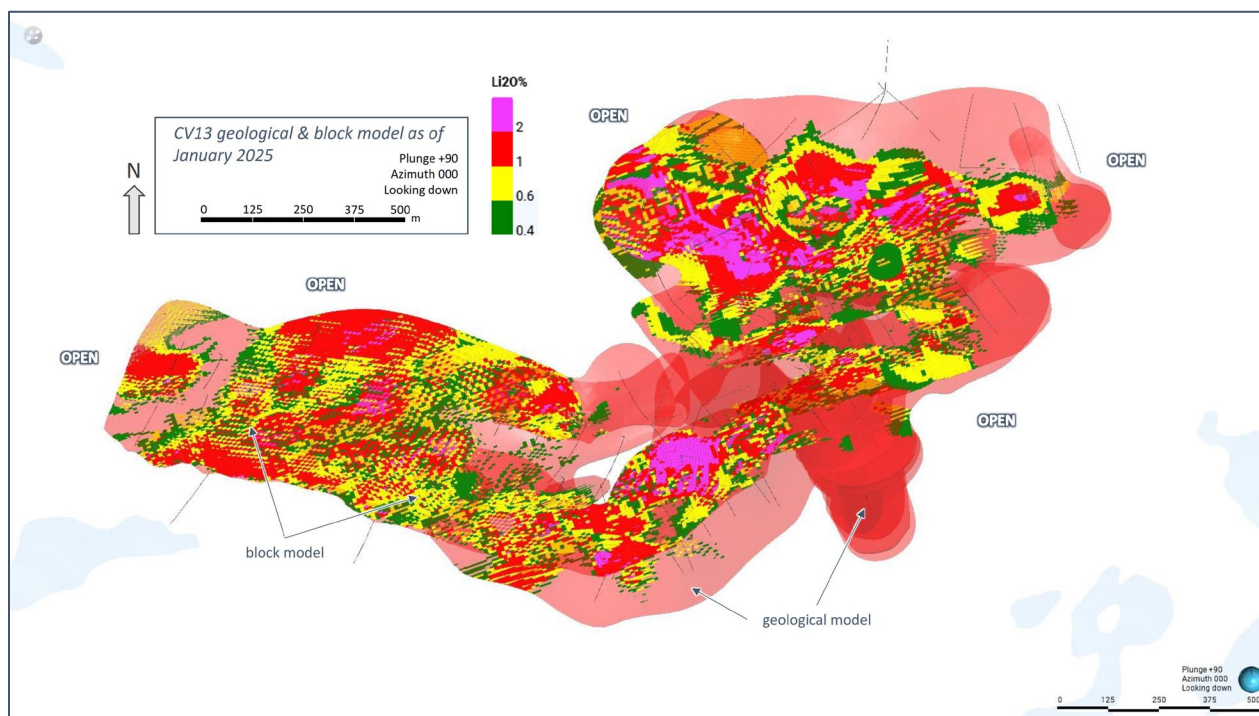 Li20%
2
1
0.6
0.4
CV13 geological & block model as of
January 2025
Plunge +90
Azimuth 000
Looking down
0 125 250 375 500
m
N
OPEN
OPEN
OPEN
OPEN
OPEN
block model
geological model
Plunge +90
Azimuth 000
Looking down
0 125 250 375 500